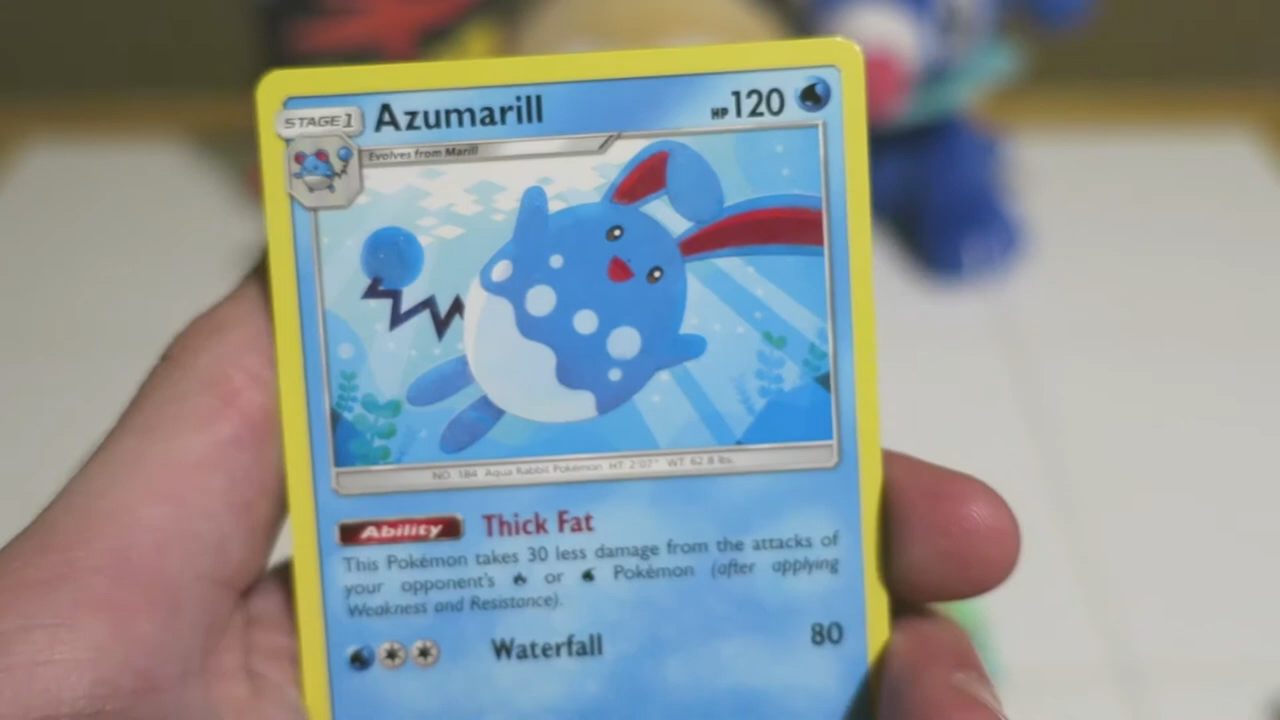 STAGE 1 Azumarill HP 120
Evolves from Marill
NO. 184 Aqua Rabbit Pokémon HT: 2'07" WT: 62.8 lbs.
Ability Thick Fat
This Pokémon takes 30 less damage from the attacks of
your opponent's or Pokémon (after applying
Weakness and Resistance).
Waterfall 80